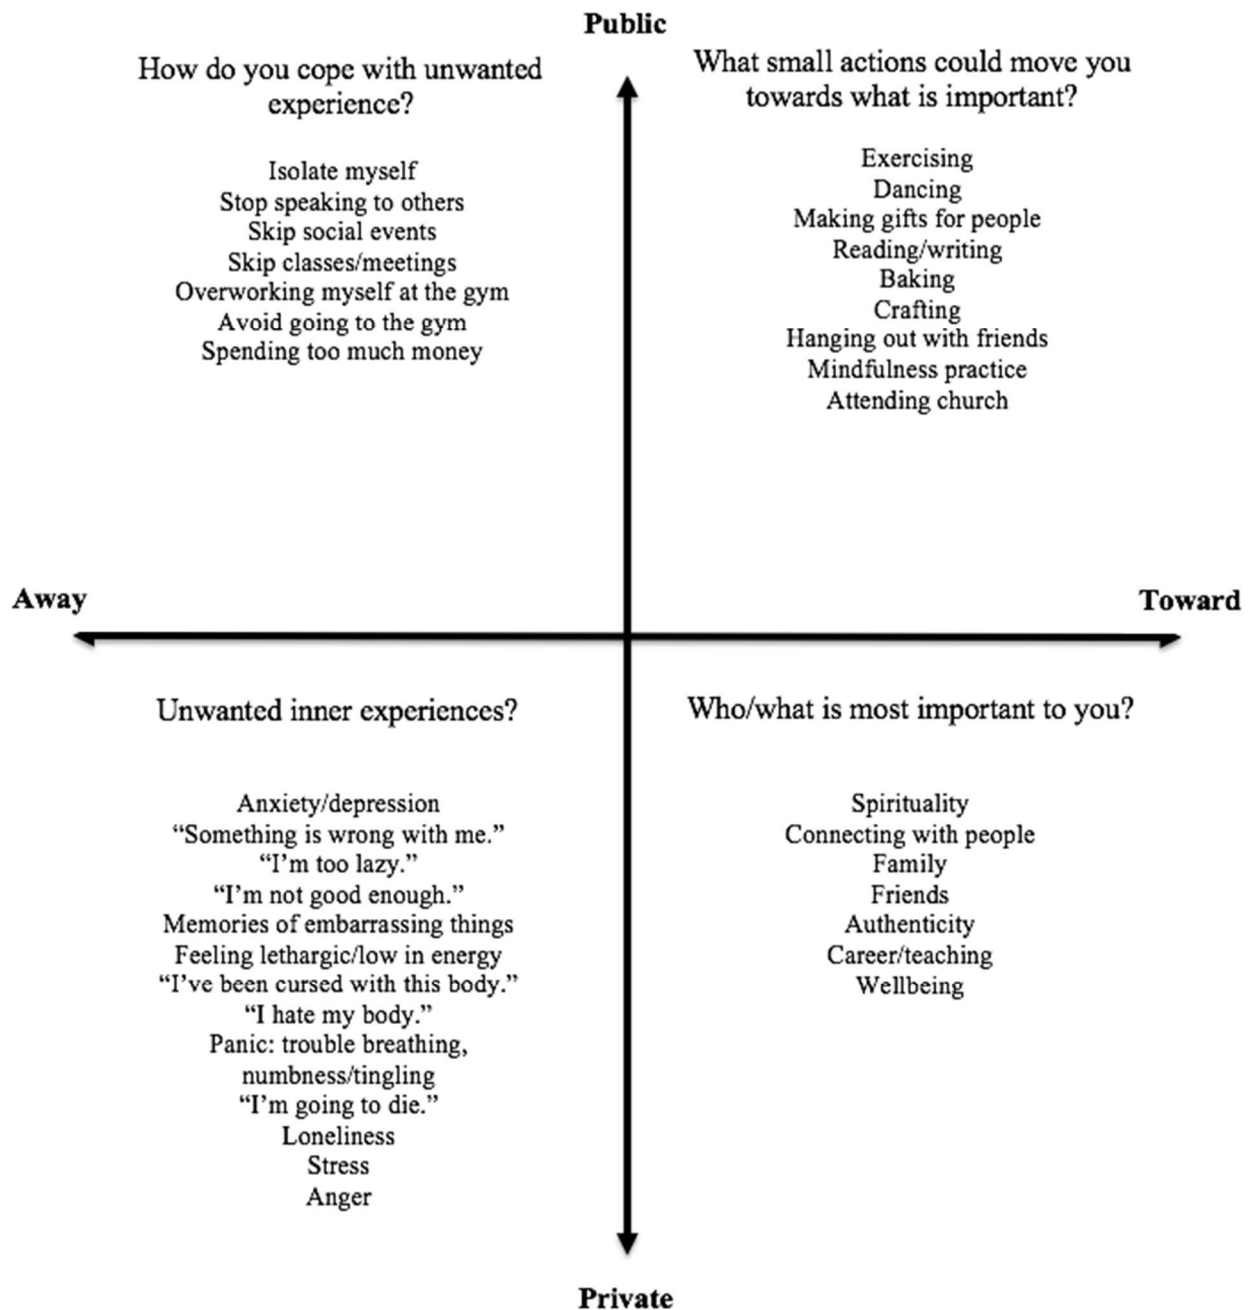 Public
How do you cope with unwanted
experience?
Isolate myself
Stop speaking to others
Skip social events
Skip classes/meetings
Overworking myself at the gym
Avoid going to the gym
Spending too much money
What small actions could move you
towards what is important?
Exercising
Dancing
Making gifts for people
Reading/writing
Baking
Crafting
Hanging out with friends
Mindfulness practice
Attending church
Away
Toward
Unwanted inner experiences?
Anxiety/depression
“Something is wrong with me.”
“I’m too lazy.”
“I’m not good enough.”
Memories of embarrassing things
Feeling lethargic/low in energy
“I’ve been cursed with this body.”
“I hate my body.”
Panic: trouble breathing,
numbness/tingling
“I’m going to die.”
Loneliness
Stress
Anger
Who/what is most important to you?
Spirituality
Connecting with people
Family
Friends
Authenticity
Career/teaching
Wellbeing
Private